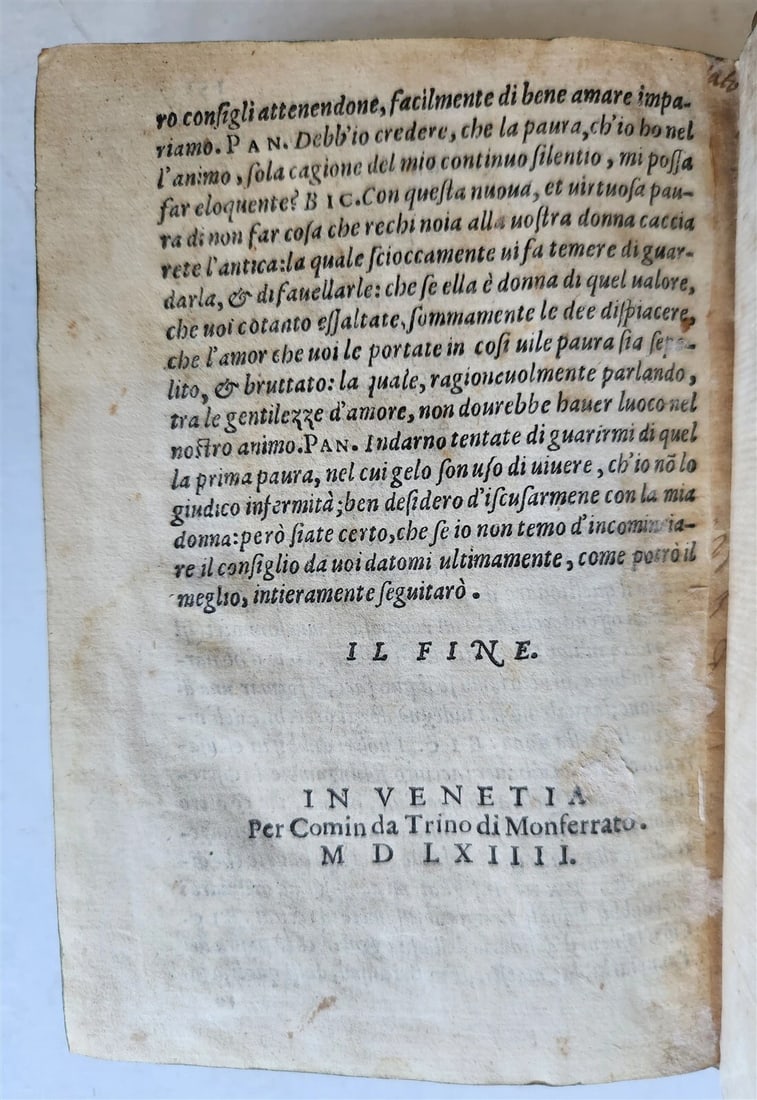 ro consigli attenendone, facilmente di bene amare impa-
riamo. PAN. Debb'io credere, che la paura, ch'io ho nel
l'animo, ſola cagione del mio continuo ſilentio, mi poſſa
far eloquente? BIC. Con queſta nuoua, et uirtuoſa pau-
ra di non far coſa che rechi noia alla uoſtra donna caccia
rete l'antica: la quale ſcioccamente ui fa temere di guar-
darla, & di fauellarle: che ſe ella è donna di quel ualore,
che uoi cotanto eſſaltate, ſommamente le dee diſpiacere,
che l'amor che uoi le portate in coſi uile paura ſia ſepo-
lito, & bruttato: la quale, ragioneuolmente parlando,
tra le gentilezze d'amore, non dourebbe hauer luoco nel
noſtro animo. PAN. Indarno tentate di guarirmi di quel
la prima paura, nel cui gelo ſon uſo di uiuere, ch'io nō lo
giudico infermità; ben deſidero d'iſcuſarmene con la mia
donna: però ſiate certo, che ſe io non temo d'incomincia-
re il conſiglio da uoi datomi ultimamente, come potrò il
meglio, intieramente ſeguitarò.
IL FINE.
IN VENETIA
Per Comin da Trino di Monferrato.
MDLXIIII.